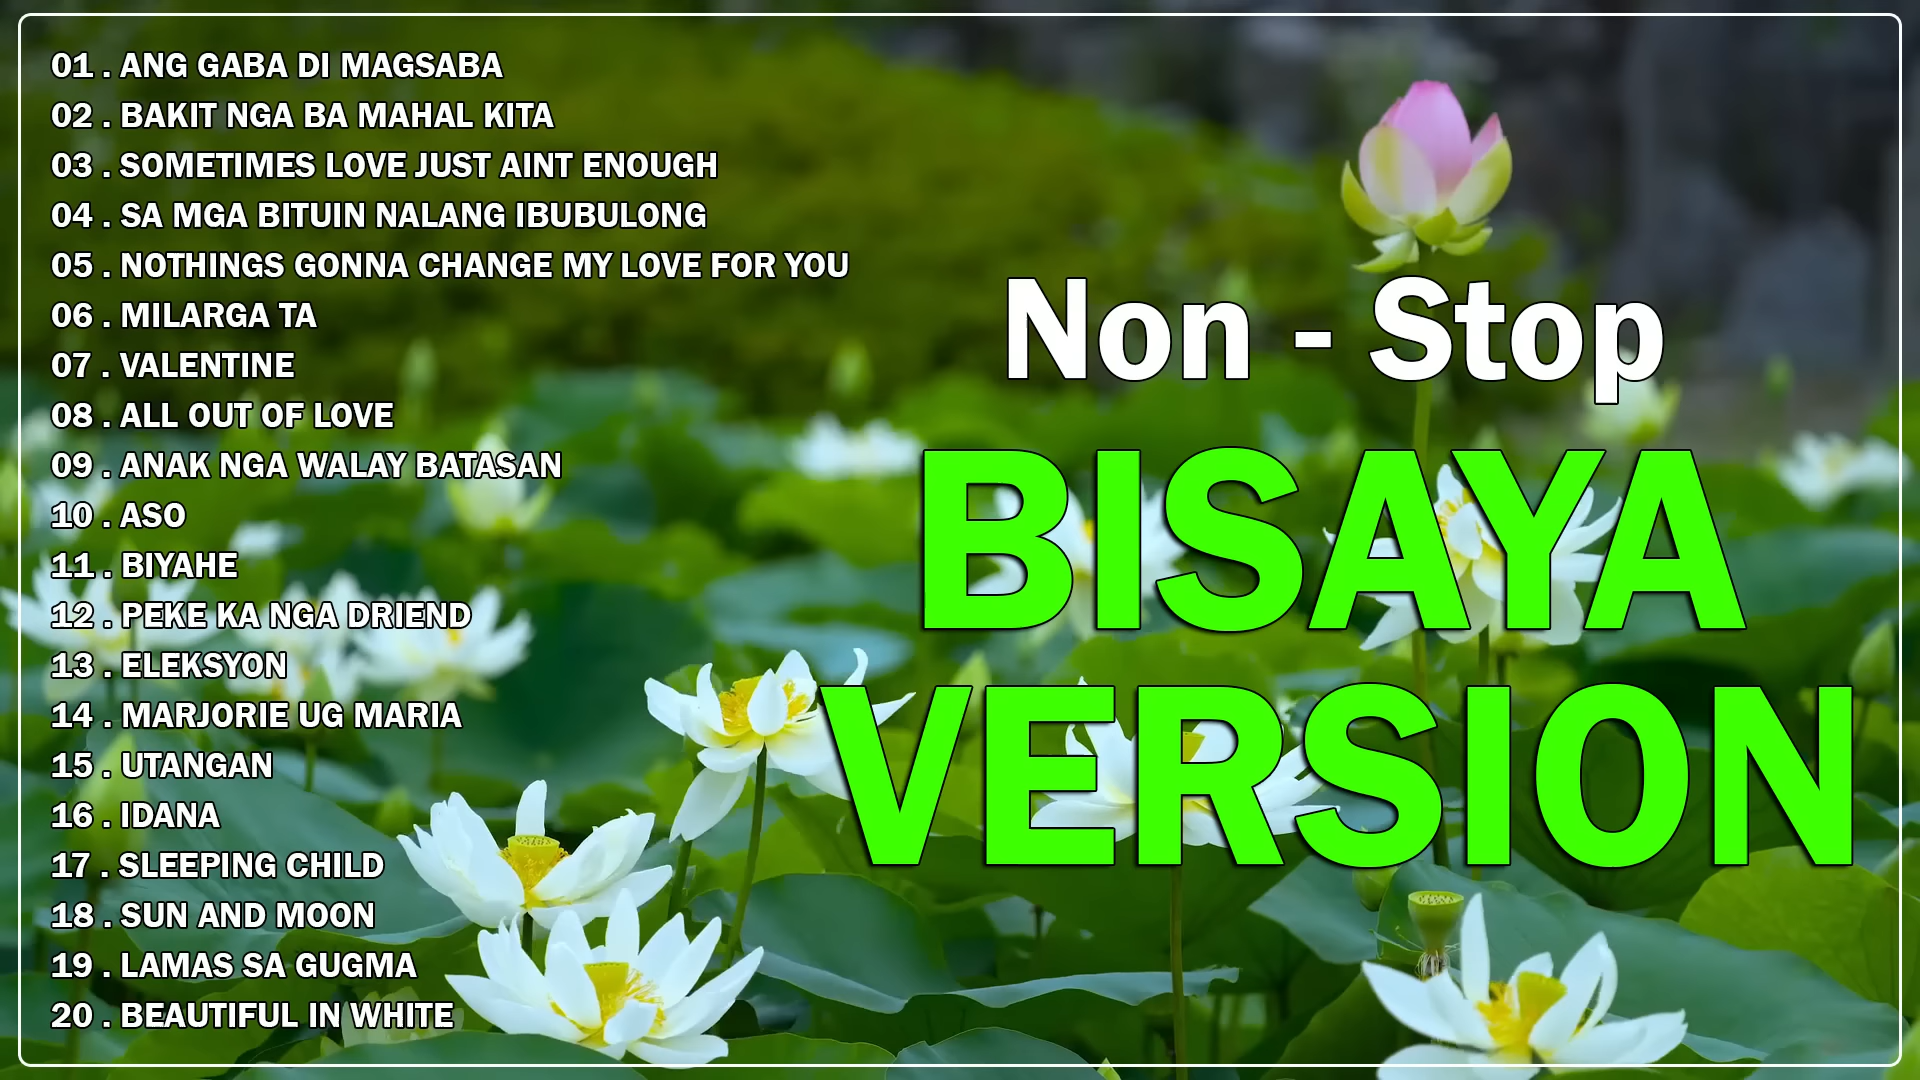 01 . ANG GABA DI MAGSABA
02 . BAKIT NGA BA MAHAL KITA
03 . SOMETIMES LOVE JUST AINT ENOUGH
04 . SA MGA BITUIN NALANG IBUBULONG
05 . NOTHINGS GONNA CHANGE MY LOVE FOR YOU
06 . MILARGA TA
07 . VALENTINE
08 . ALL OUT OF LOVE
09 . ANAK NGA WALAY BATASAN
10 . ASO
11 . BIYAHE
12 . PEKE KA NGA DRIEND
13 . ELEKSYON
14 . MARJORIE UG MARIA
15 . UTANGAN
16 . IDANA
17 . SLEEPING CHILD
18 . SUN AND MOON
19 . LAMAS SA GUGMA
20 . BEAUTIFUL IN WHITE
Non - Stop
BISAYA
VERSION